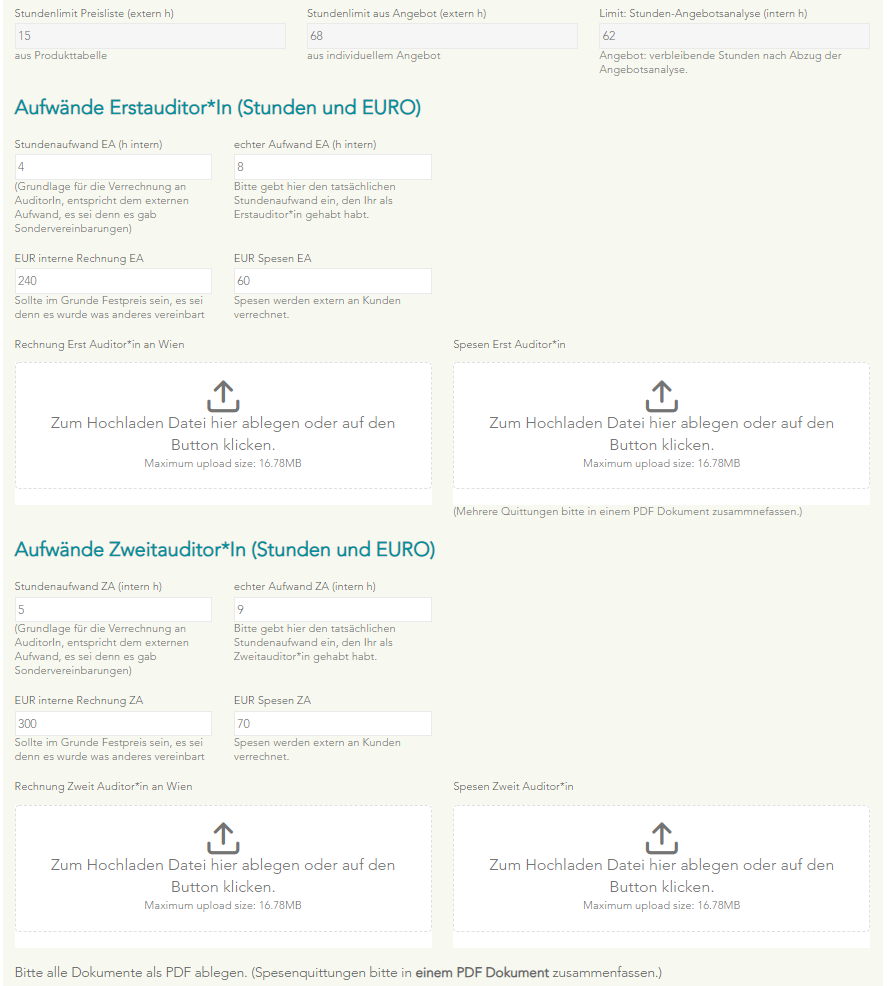 Stundenlimit Preisliste (extern h)
Stundenlimit aus Angebot (extern h)
Limit: Stunden-Angebotsanalyse (intern h)
15
68
62
aus Produkttabelle
aus individuellem Angebot
Angebot: verbleibende Stunden nach Abzug der
Angebotsanalyse.
Aufwände Erstauditor*In (Stunden und EURO)
Stundenaufwand EA (h intern)
echter Aufwand EA (h intern)
4
8
(Grundlage für die Verrechnung an
AuditorIn, entspricht dem externen
Aufwand, es sei denn es gab
Sondervereinbarungen)
Bitte gebt hier den tatsächlichen
Stundenaufwand ein, den Ihr als
Erstauditor*in gehabt habt.
EUR interne Rechnung EA
EUR Spesen EA
240
60
Sollte im Grunde Festpreis sein, es sei
denn es wurde was anderes vereinbart
Spesen werden extern an Kunden
verrechnet.
Rechnung Erst Auditor*in an Wien
Spesen Erst Auditor*in
Zum Hochladen Datei hier ablegen oder auf den
Button klicken.
Maximum upload size: 16.78MB
Zum Hochladen Datei hier ablegen oder auf den
Button klicken.
Maximum upload size: 16.78MB
(Mehrere Quittungen bitte in einem PDF Dokument zusammnefassen.)
Aufwände Zweitauditor*In (Stunden und EURO)
Stundenaufwand ZA (intern h)
echter Aufwand ZA (intern h)
5
9
(Grundlage für die Verrechnung an
AuditorIn, entspricht dem externen
Aufwand, es sei denn es gab
Sondervereinbarungen)
Bitte gebt hier den tatsächlichen
Stundenaufwand ein, den Ihr als
Zweitauditor*in gehabt habt.
EUR interne Rechnung ZA
EUR Spesen ZA
300
70
Sollte im Grunde Festpreis sein, es sei
denn es wurde was anderes vereinbart
Spesen werden extern an Kunden
verrechnet.
Rechnung Zweit Auditor*in an Wien
Spesen Zweit Auditor*in
Zum Hochladen Datei hier ablegen oder auf den
Button klicken.
Maximum upload size: 16.78MB
Zum Hochladen Datei hier ablegen oder auf den
Button klicken.
Maximum upload size: 16.78MB
Bitte alle Dokumente als PDF ablegen. (Spesenquittungen bitte in einem PDF Dokument zusammenfassen.)